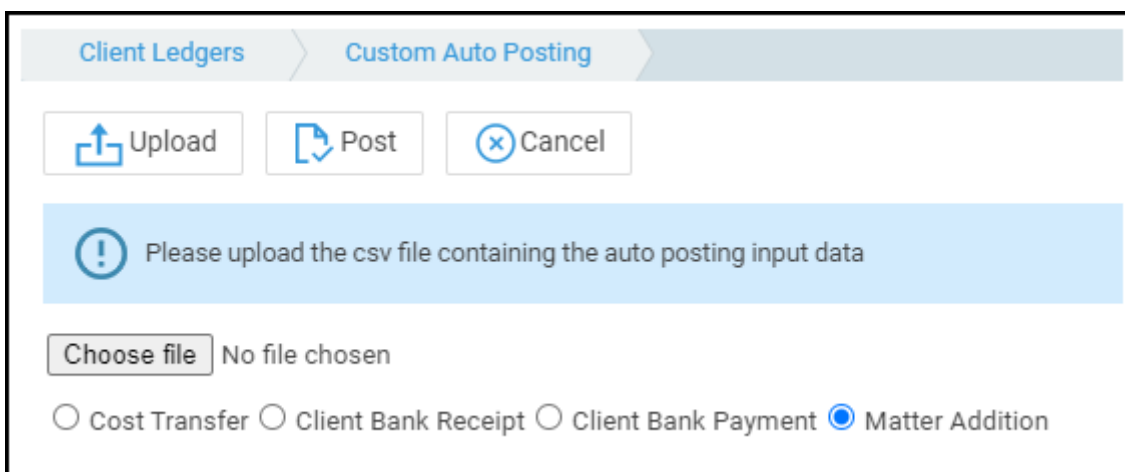 Client Ledgers Custom Auto Posting
Upload Post Cancel
Please upload the csv file containing the auto posting input data
Choose file No file chosen
Cost Transfer Client Bank Receipt Client Bank Payment Matter Addition